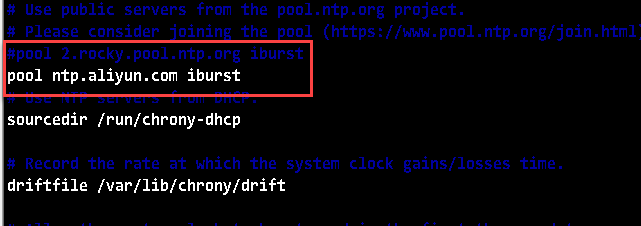 # Use public servers from the pool.ntp.org project.
# Please consider joining the pool (https://www.pool.ntp.org/join.html
#pool 2.rocky.pool.ntp.org iburst
pool ntp.aliyun.com iburst
# Use NTP servers from DHCP.
sourcedir /run/chrony-dhcp
# Record the rate at which the system clock gains/losses time.
driftfile /var/lib/chrony/drift